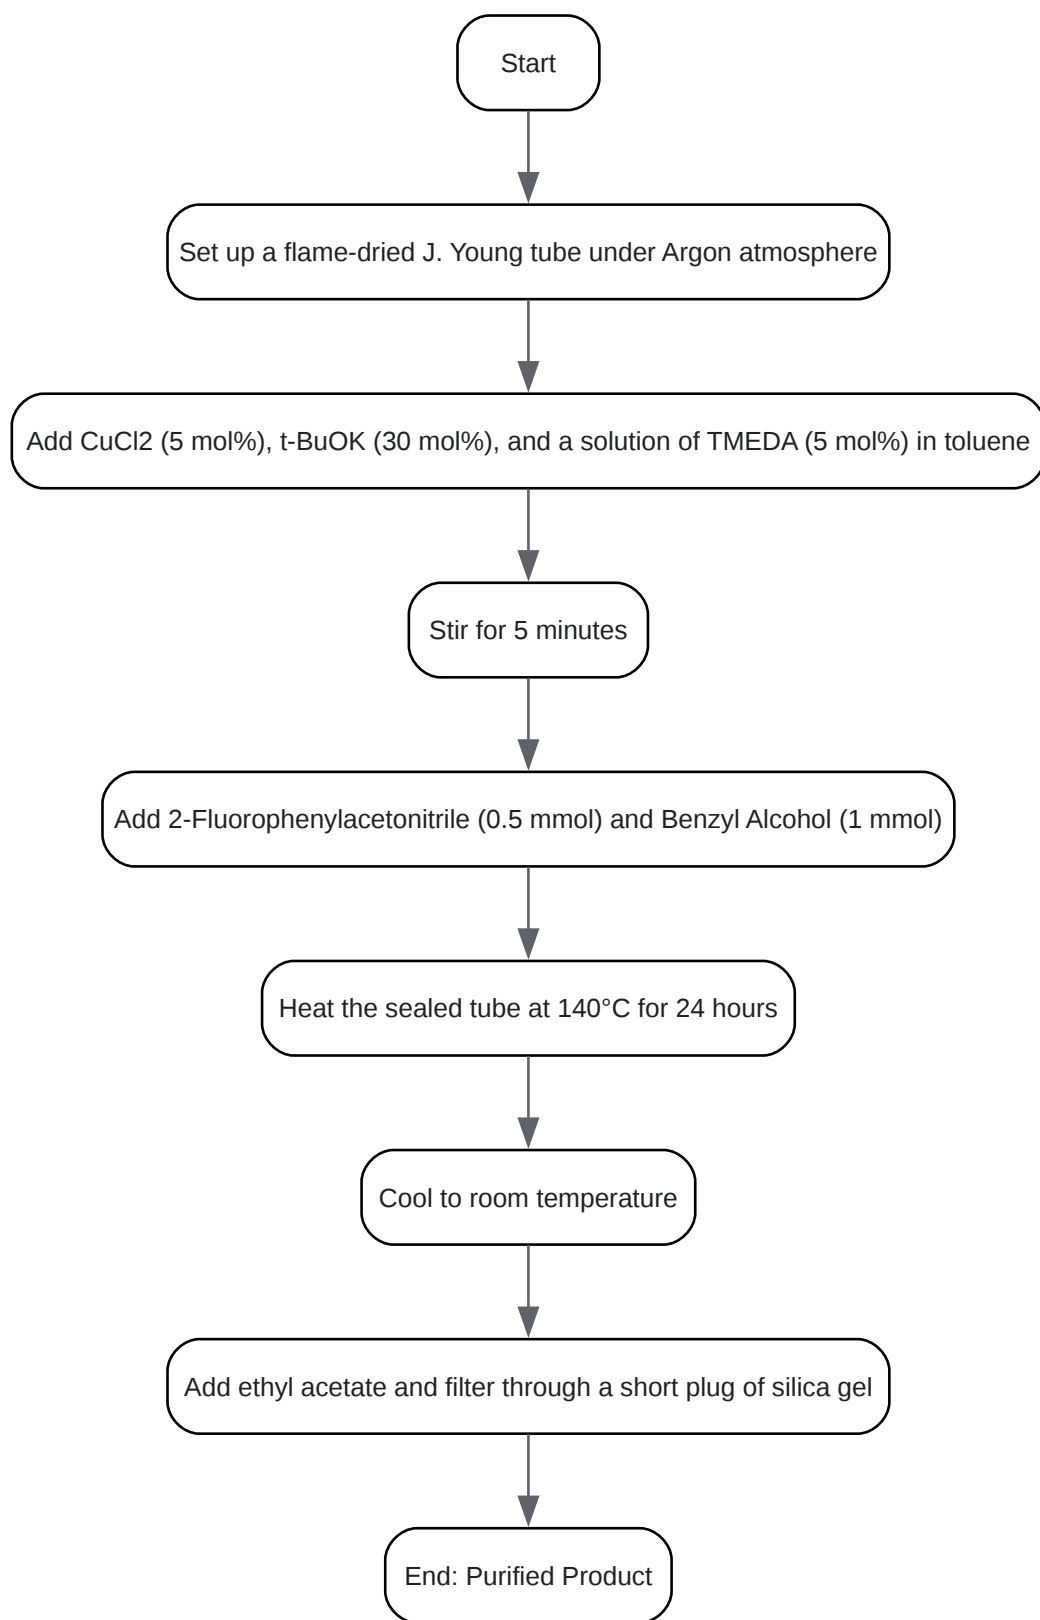 Start
Set up a flame-dried J. Young tube under Argon atmosphere
Add CuCl2 (5 mol%), t-BuOK (30 mol%), and a solution of TMEDA (5 mol%) in toluene
Stir for 5 minutes
Add 2-Fluorophenylacetonitrile (0.5 mmol) and Benzyl Alcohol (1 mmol)
Heat the sealed tube at 140°C for 24 hours
Cool to room temperature
Add ethyl acetate and filter through a short plug of silica gel
End: Purified Product